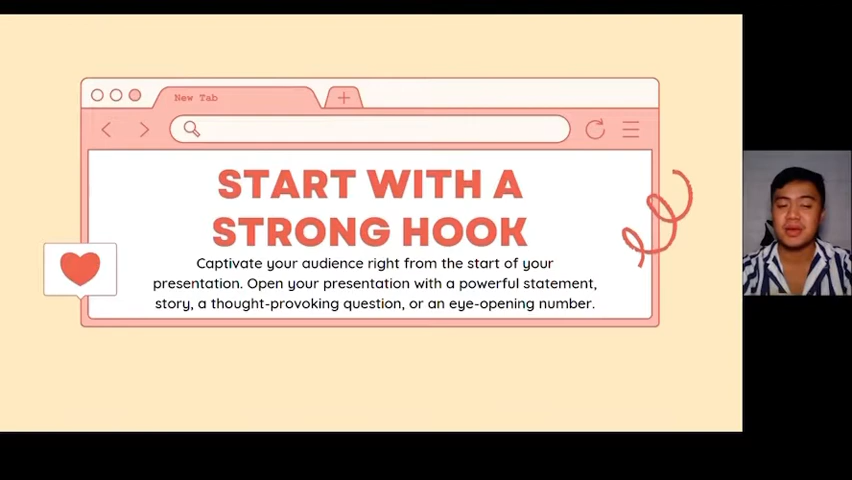 New Tab
START WITH A
STRONG HOOK
Captivate your audience right from the start of your
presentation. Open your presentation with a powerful statement,
story, a thought-provoking question, or an eye-opening number.